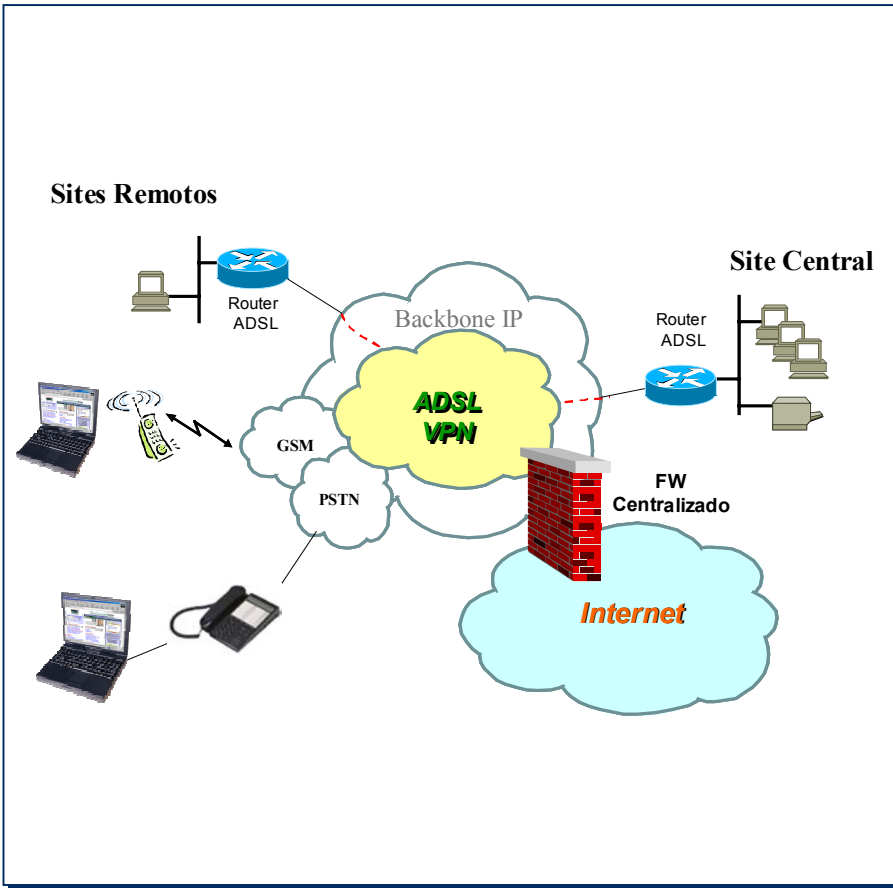 Sites Remotos
Site Central
Router
ADSL
Backbone IP
Router
ADSL
ADSL
VPN
GSM
PSTN
FW
Centralizado
Internet